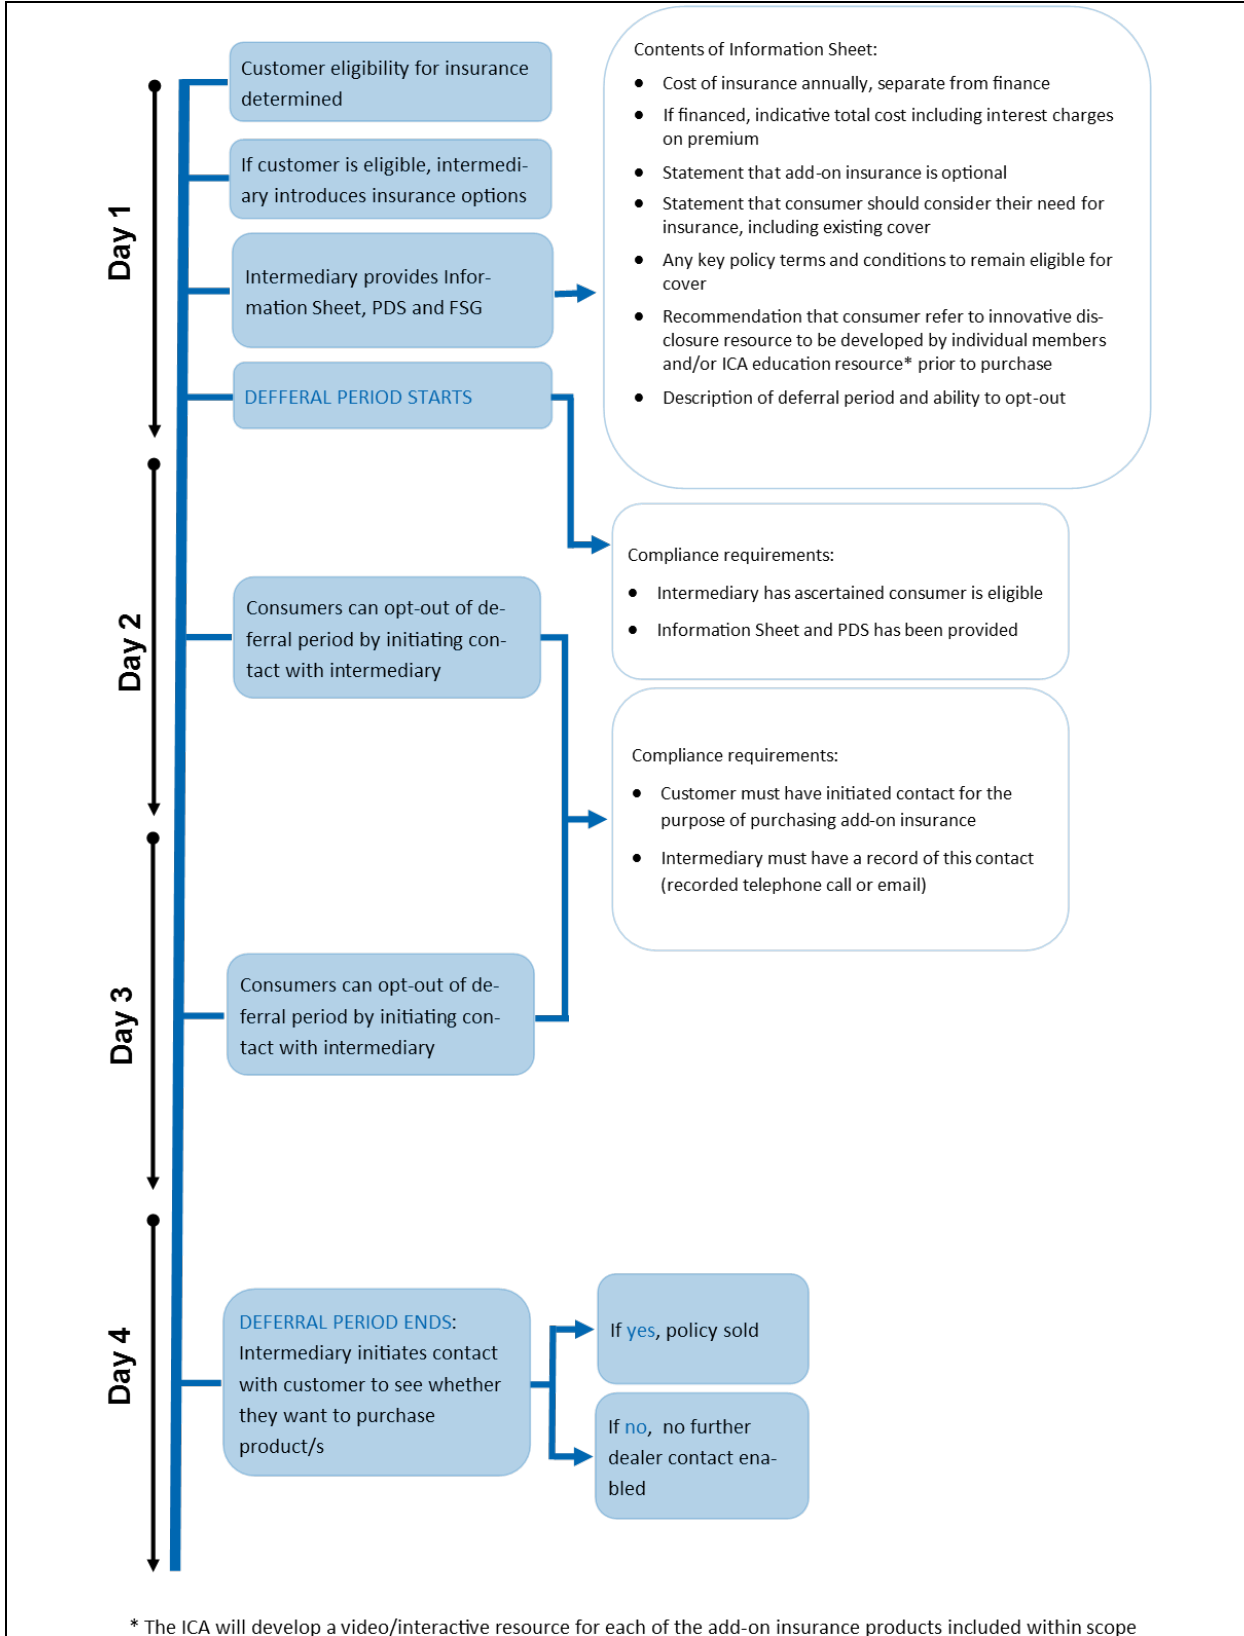 Day 1
Customer eligibility for insurance
determined
If customer is eligible, intermedi-
ary introduces insurance options
Intermediary provides Infor-
mation Sheet, PDS and FSG
DEFFERAL PERIOD STARTS
Contents of Information Sheet:
● Cost of insurance annually, separate from finance
● If financed, indicative total cost including interest charges
on premium
● Statement that add-on insurance is optional
● Statement that consumer should consider their need for
insurance, including existing cover
● Any key policy terms and conditions to remain eligible for
cover
● Recommendation that consumer refer to innovative dis-
closure resource to be developed by individual members
and/or ICA education resource* prior to purchase
● Description of deferral period and ability to opt-out
Compliance requirements:
● Intermediary has ascertained consumer is eligible
● Information Sheet and PDS has been provided
Day 2
Consumers can opt-out of de-
ferral period by initiating con-
tact with intermediary
Compliance requirements:
● Customer must have initiated contact for the
purpose of purchasing add-on insurance
● Intermediary must have a record of this contact
(recorded telephone call or email)
Day 3
Consumers can opt-out of de-
ferral period by initiating con-
tact with intermediary
Day 4
DEFERRAL PERIOD ENDS:
Intermediary initiates contact
with customer to see whether
they want to purchase
product/s
If yes, policy sold
If no, no further
dealer contact ena-
bled
* The ICA will develop a video/interactive resource for each of the add-on insurance products included within scope